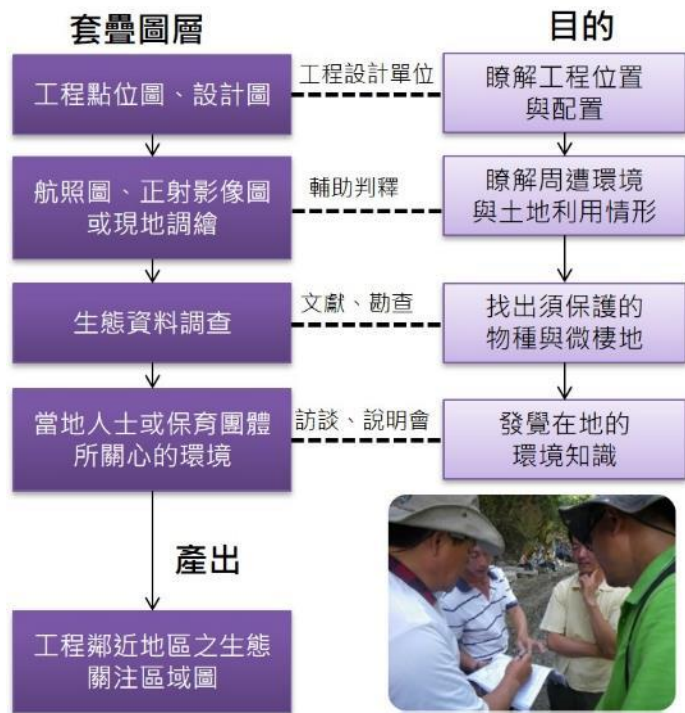 套疊圖層
目的
工程點位圖、設計圖
工程設計單位
瞭解工程位置
與配置
航照圖、正射影像圖
或現地調繪
輔助判釋
瞭解周遭環境
與土地利用情形
生態資料調查
文獻、勘查
找出須保護的
物種與微棲地
當地人士或保育團體
所關心的環境
訪談、說明會
發覺在地的
環境知識
產出
工程鄰近地區之生態
關注區域圖